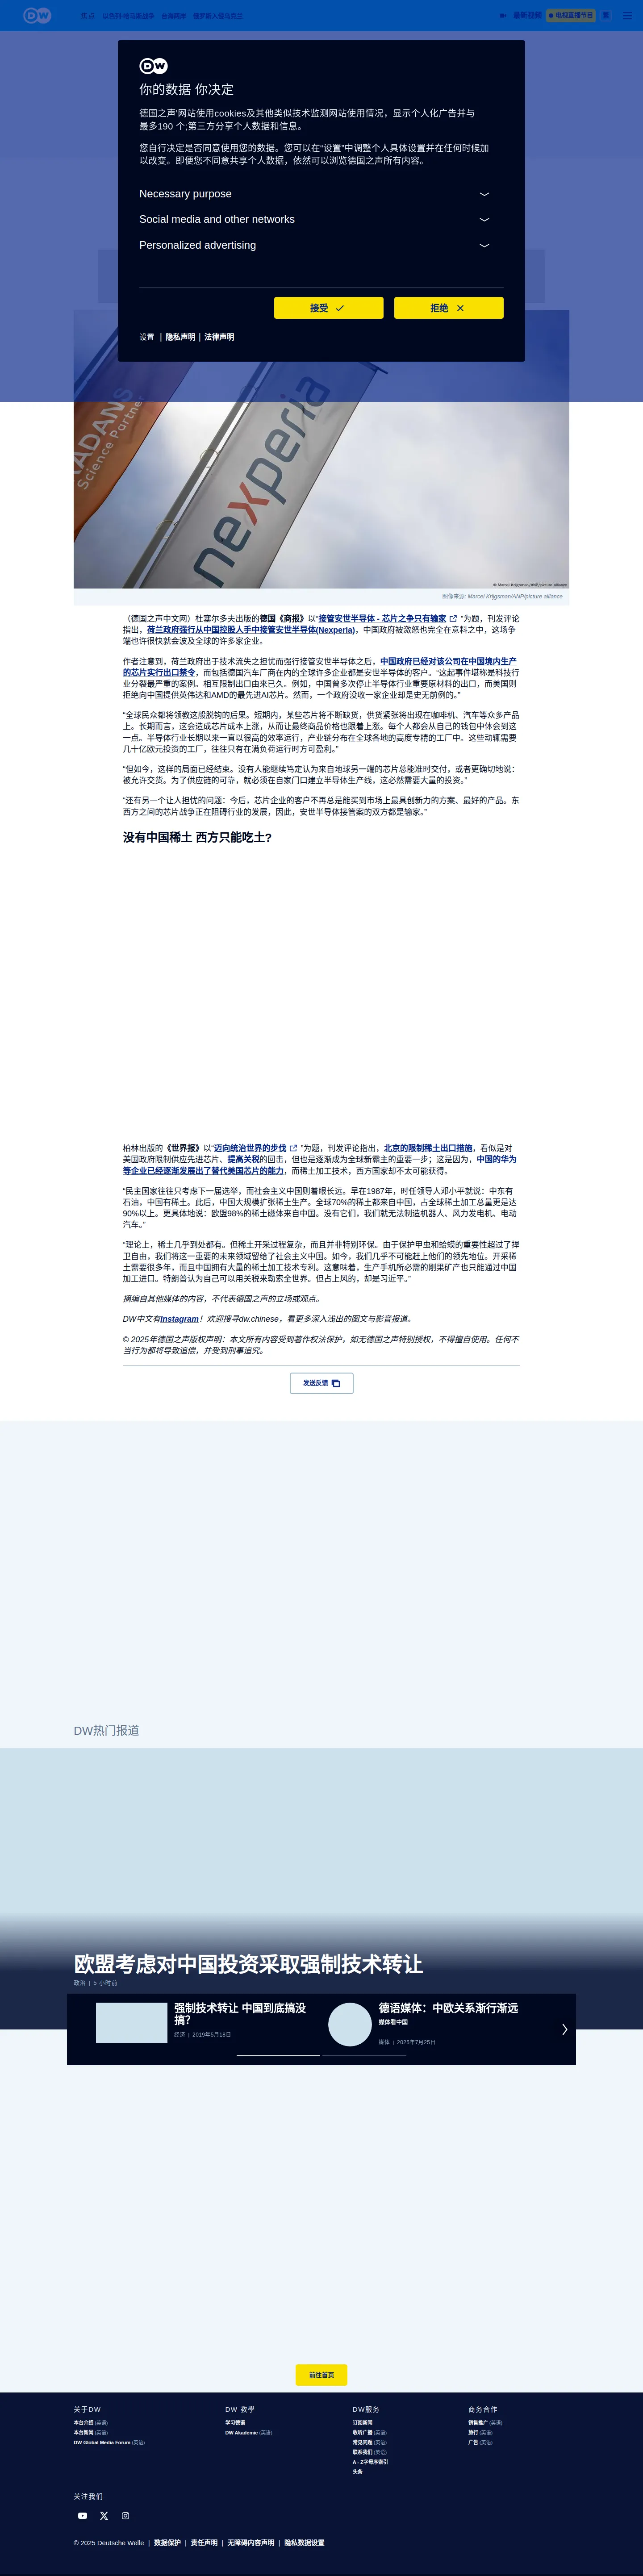 DW
热点 以色列-哈马斯战争 台海局势 俄罗斯入侵乌克兰
最新视频 电视直播节目 繁
DW
你的数据 你决定
德国之声'网站使用cookies及其他类似技术监测网站使用情况，显示个人化广告并与
最多190 个;第三方分享个人数据和信息。
您自行决定是否同意使用您的数据。您可以在“设置”中调整个人具体设置并在任何时候加
以改变。即便您不同意共享个人数据，依然可以浏览德国之声所有内容。
Necessary purpose
Social media and other networks
Personalized advertising
接受 拒绝
设置 | 隐私声明 | 法律声明
ADANS
Science Partner
nexperia
© Marcel Krijgsman/ANP/picture alliance
图像来源: Marcel Krijgsman/ANP/picture alliance
（德国之声中文网）杜塞尔多夫出版的德国《商报》以“接管安世半导体 - 芯片之争只有输家 ”为题，刊发评论
指出，荷兰政府强行从中国控股人手中接管安世半导体(Nexperia)，中国政府被激怒也完全在意料之中，这场争
端也许很快就会波及全球的许多家企业。
作者注意到，荷兰政府出于技术流失之担忧而强行接管安世半导体之后，中国政府已经对该公司在中国境内生产
的芯片实行出口禁令，而包括德国汽车厂商在内的全球许多企业都是安世半导体的客户。“这起事件堪称是科技行
业分裂最严重的案例。相互限制出口由来已久。例如，中国曾多次停止半导体行业重要原材料的出口，而美国则
拒绝向中国提供英伟达和AMD的最先进AI芯片。然而，一个政府没收一家企业却是史无前例的。”
“全球民众都将领教这般脱钩的后果。短期内，某些芯片将不断缺货，供货紧张将出现在咖啡机、汽车等众多产品
上。长期而言，这会造成芯片成本上涨，从而让最终商品价格也跟着上涨。每个人都会从自己的钱包中体会到这
一点。半导体行业长期以来一直以很高的效率运行，产业链分布在全球各地的高度专精的工厂中。这些动辄需要
几十亿欧元投资的工厂，往往只有在满负荷运行时方可盈利。”
“但如今，这样的局面已经结束。没有人能继续笃定认为来自地球另一端的芯片总能准时交付，或者更确切地说：
被允许交货。为了供应链的可靠，就必须在自家门口建立半导体生产线，这必然需要大量的投资。”
“还有另一个让人担忧的问题：今后，芯片企业的客户不再总是能买到市场上最具创新力的方案、最好的产品。东
西方之间的芯片战争正在阻碍行业的发展，因此，安世半导体接管案的双方都是输家。”
没有中国稀土 西方只能吃土?
柏林出版的《世界报》以“迈向统治世界的步伐 ”为题，刊发评论指出，北京的限制稀土出口措施，看似是对
美国政府限制供应先进芯片、提高关税的回击，但也是逐渐成为全球新霸主的重要一步；这是因为，中国的华为
等企业已经逐渐发展出了替代美国芯片的能力，而稀土加工技术，西方国家却不太可能获得。
“民主国家往往只考虑下一届选举，而社会主义中国则着眼长远。早在1987年，时任领导人邓小平就说：中东有
石油，中国有稀土。此后，中国大规模扩张稀土生产。全球70%的稀土都来自中国，占全球稀土加工总量更是达
90%以上。更具体地说：欧盟98%的稀土磁体来自中国。没有它们，我们就无法制造机器人、风力发电机、电动
汽车。”
“理论上，稀土几乎到处都有。但稀土开采过程复杂，而且并非特别环保。由于保护甲虫和蛤蟆的重要性超过了捍
卫自由，我们将这一重要的未来领域留给了社会主义中国。如今，我们几乎不可能赶上他们的领先地位。开采稀
土需要很多年，而且中国拥有大量的稀土加工技术专利。这意味着，生产手机所必需的刚果矿产也只能通过中国
加工进口。特朗普认为自己可以用关税来勒索全世界。但占上风的，却是习近平。”
摘编自其他媒体的内容，不代表德国之声的立场或观点。
DW中文有Instagram！欢迎搜寻dw.chinese，看更多深入浅出的图文与影音报道。
© 2025年德国之声版权声明：本文所有内容受到著作权法保护，如无德国之声特别授权，不得擅自使用。任何不
当行为都将导致追偿，并受到刑事追究。
发送反馈
DW热门报道
欧盟考虑对中国投资采取强制技术转让
政治 | 5 小时前
强制技术转让 中国到底搞没
搞？
经济 | 2019年5月18日
德语媒体：中欧关系渐行渐远
媒体看中国
媒体 | 2025年7月25日
前往首页
关于DW
本台介绍 (英语)
本台新闻 (英语)
DW Global Media Forum (英语)
DW 教學
学习德语
DW Akademie (英语)
DW服务
订阅新闻
收听广播 (英语)
常见问题 (英语)
联系我们 (英语)
A - Z字母序索引
头条
商务合作
销售推广 (英语)
旅行 (英语)
广告 (英语)
关注我们
© 2025 Deutsche Welle | 数据保护 | 责任声明 | 无障碍内容声明 | 隐私数据设置